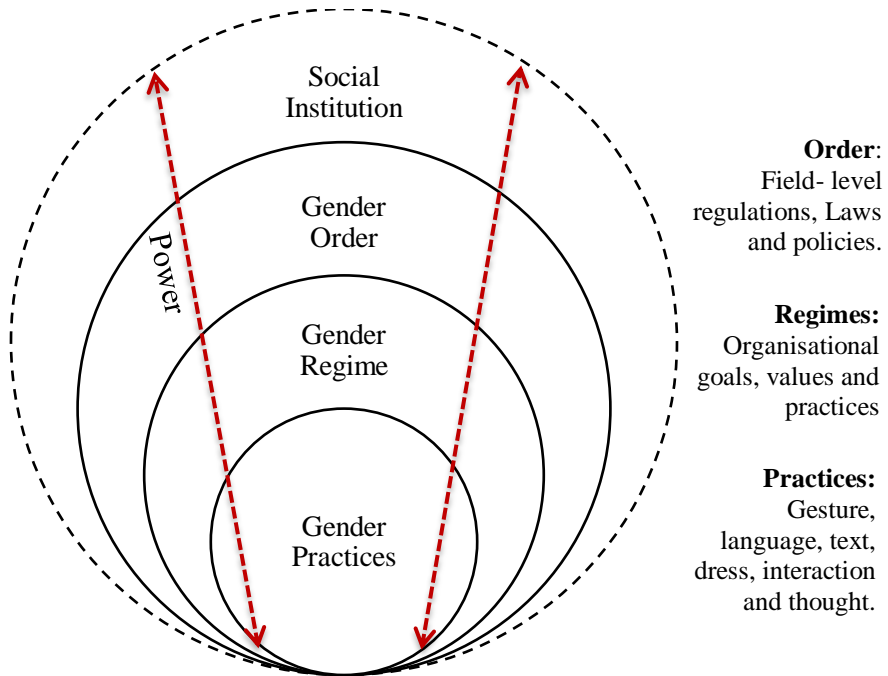 Social
Institution
Gender
Order
Power
Gender
Regime
Gender
Practices
Order:
Field- level
regulations, Laws
and policies.
Regimes:
Organisational
goals, values and
practices
Practices:
Gesture,
language, text,
dress, interaction
and thought.